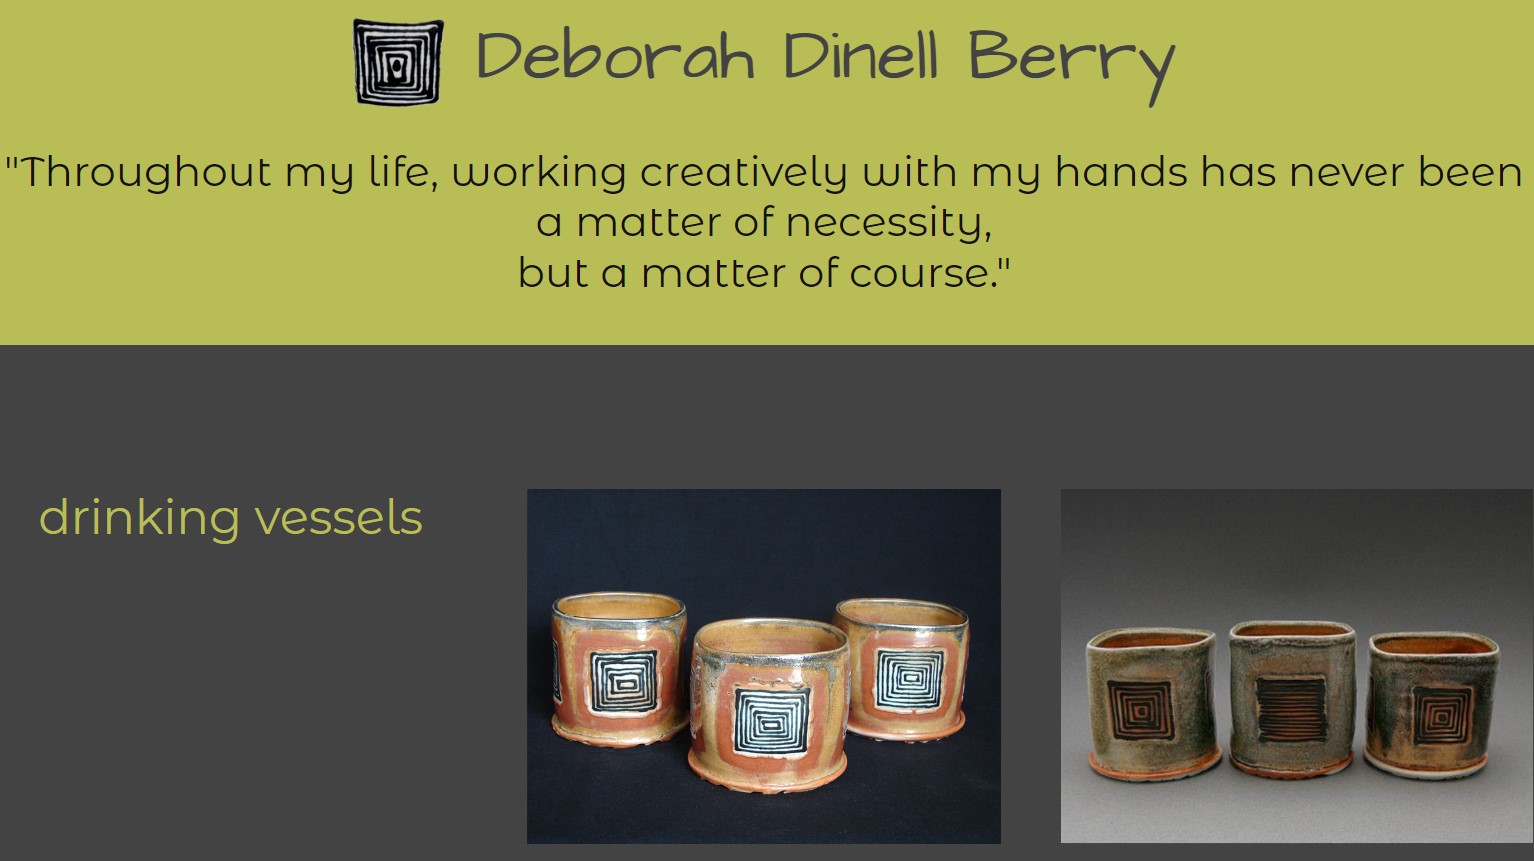 Deborah Dinell Berry
"Throughout my life, working creatively with my hands has never been
a matter of necessity,
but a matter of course."
drinking vessels